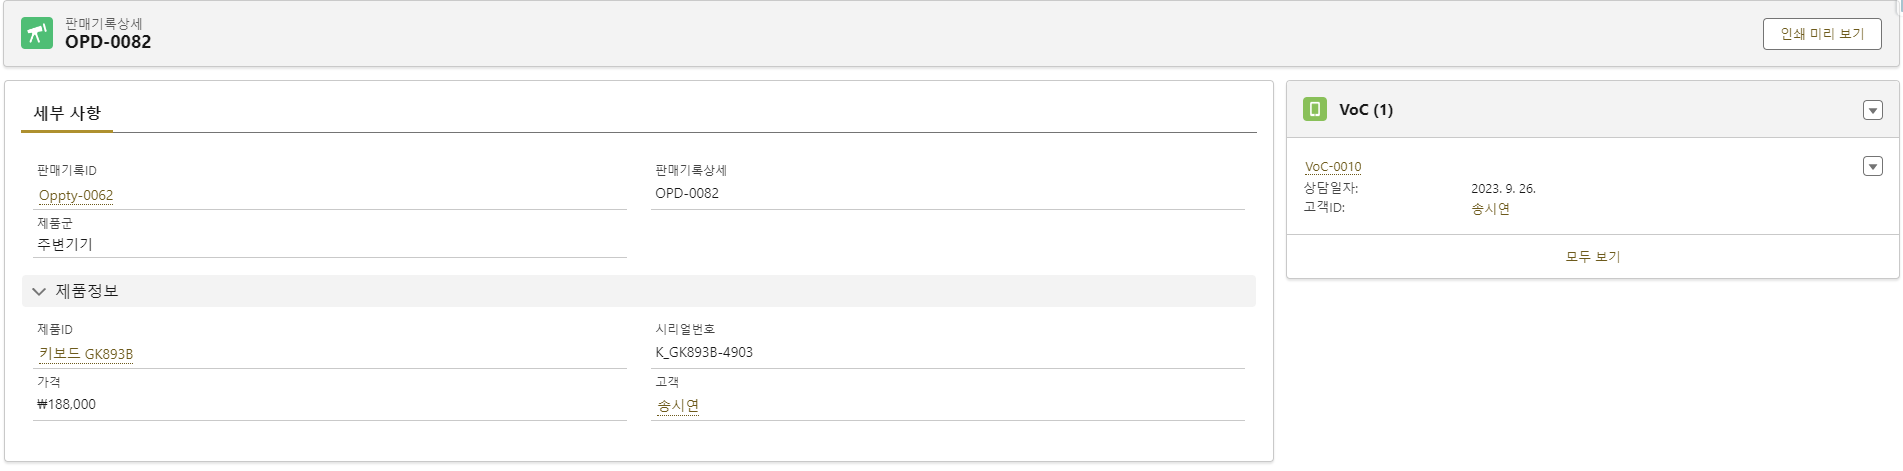 판매기록상세
OPD-0082
인쇄 미리 보기
세부 사항
판매기록ID
Oppty-0062
판매기록상세
OPD-0082
제품군
주변기기
제품정보
제품ID
키보드 GK893B
시리얼번호
K_GK893B-4903
가격
₩188,000
고객
송시연
VoC (1)
VoC-0010
상담일자: 2023. 9. 26.
고객ID: 송시연
모두 보기